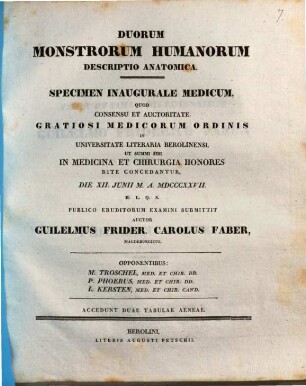 DUORUM
MONSTRORUM HUMANORUM
DESCRIPTIO ANATOMICA.
SPECIMEN INAUGURALE MEDICUM,
QUOD
CONSENSU ET AUCTORITATE
GRATIOSI MEDICORUM ORDINIS
IN
UNIVERSITATE LITERARIA BEROLINENSI,
UT SUMMI SIBI
IN MEDICINA ET CHIRURGIA HONORES
RITE CONCEDANTUR,
DIE XII. JUNII M. A. MDCCCXXVII.
H. L. Q. S.
PUBLICO ERUDITORUM EXAMINI SUBMITTIT
AUCTOR
GUILELMUS FRIDER. CAROLUS FABER,
MAGDEBURGICUS.
OPPONENTIBUS:
M. TROSCHEL, MED. ET CHIR. DD.
P. PHOEBUS, MED. ET CHIR. DD.
L. KERSTEN, MED. ET CHIR. CAND.
ACCEDUNT DUAE TABULAE AENEAE.
BEROLINI,
LITERIS AUGUSTI PETSCHII.